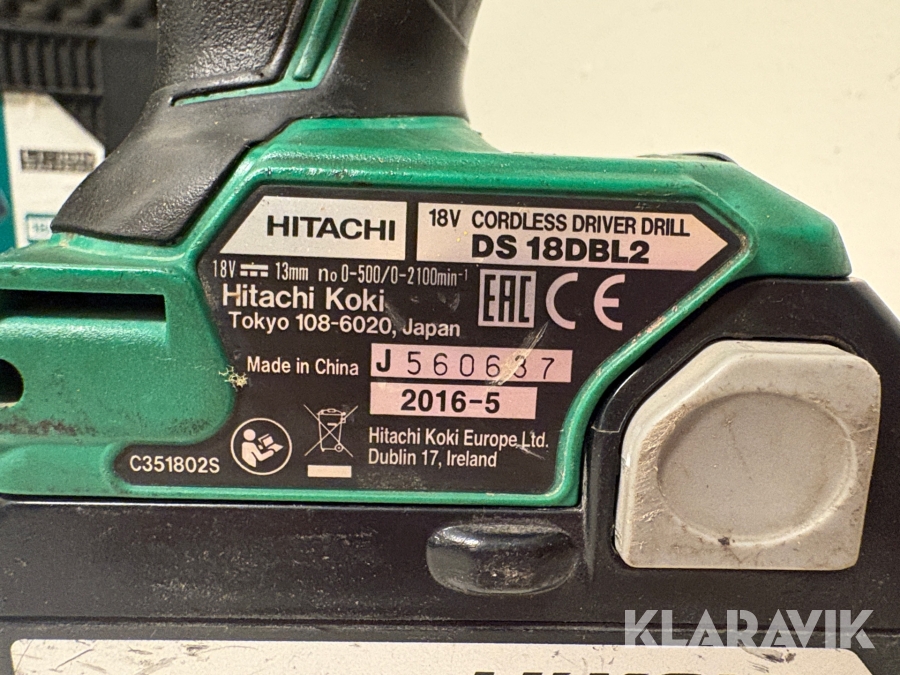 HITACHI
18V CORDLESS DRIVER DRILL
DS 18DBL2
18V 13mm no 0-500/0-2100min⁻¹
Hitachi Koki
Tokyo 108-6020, Japan
EAC CE
Made in China J 560637
2016-5
Hitachi Koki Europe Ltd.
Dublin 17, Ireland
C351802S
KLARAVIK